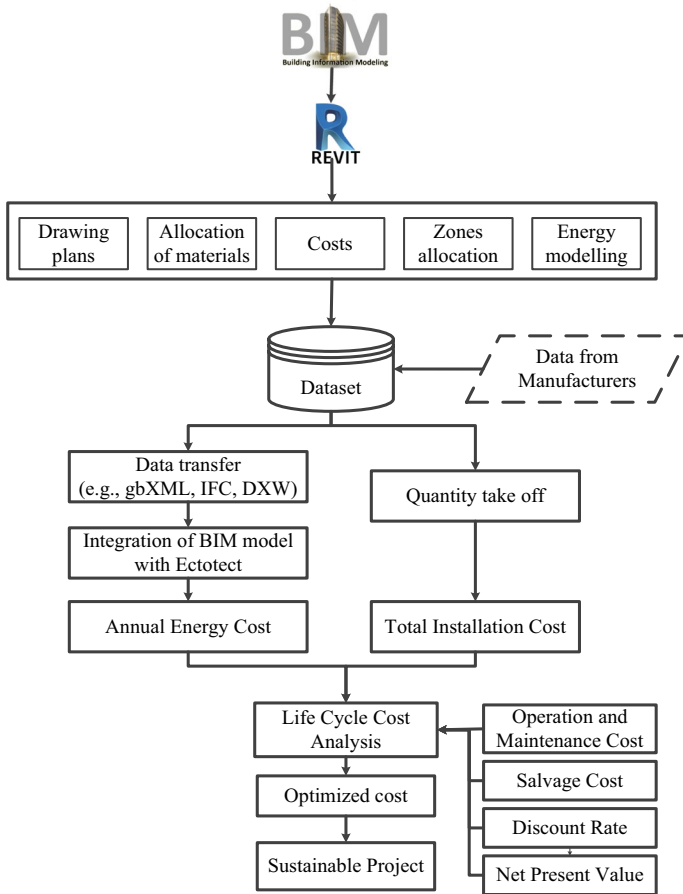 BIM
Building Information Modeling
R
REVIT
Drawing
plans
Allocation
of materials
Costs
Zones
allocation
Energy
modelling
Dataset
Data from
Manufacturers
Data transfer
(e.g., gbXML, IFC, DXW)
Quantity take off
Integration of BIM model
with Ectotect
Annual Energy Cost
Total Installation Cost
Life Cycle Cost
Analysis
Operation and
Maintenance Cost
Optimized cost
Salvage Cost
Discount Rate
Sustainable Project
Net Present Value